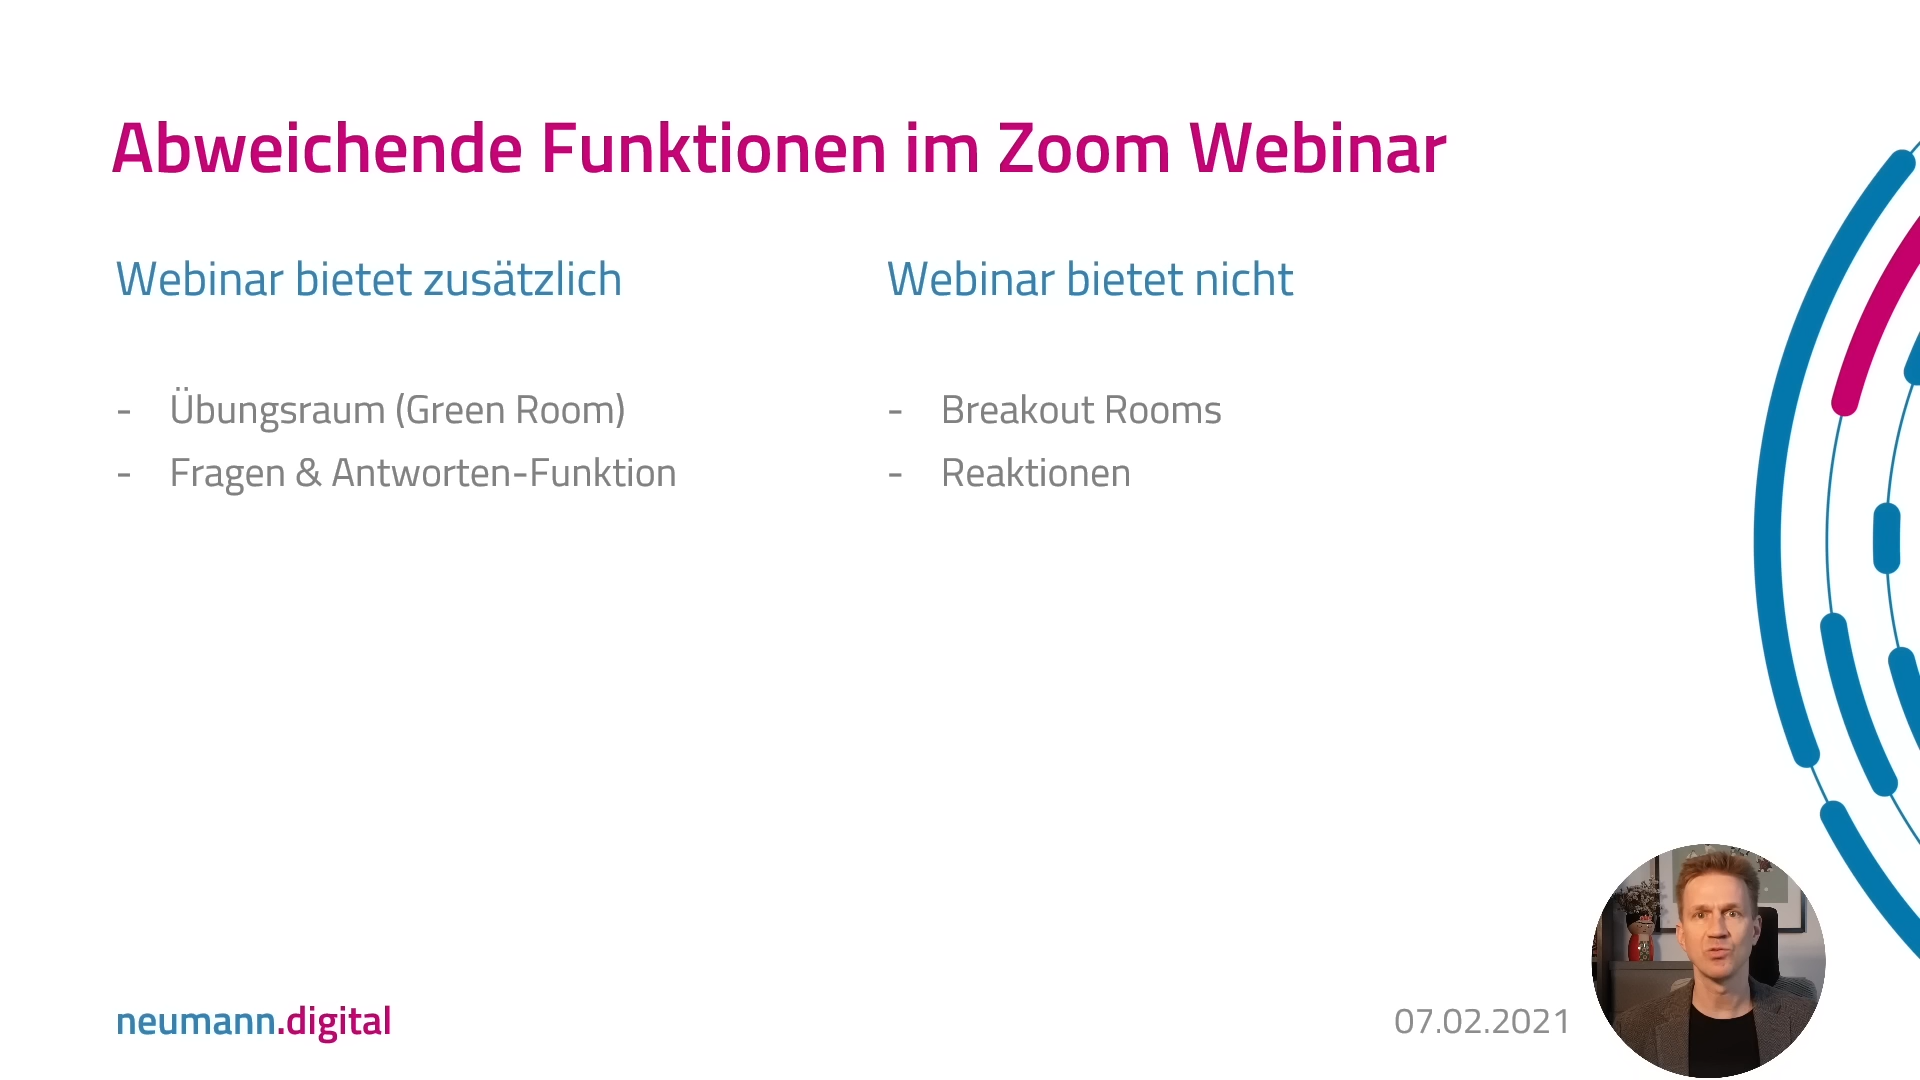 Abweichende Funktionen im Zoom Webinar
Webinar bietet zusätzlich
- Übungsraum (Green Room)
- Fragen & Antworten-Funktion
Webinar bietet nicht
- Breakout Rooms
- Reaktionen
neumann.digital
07.02.2021